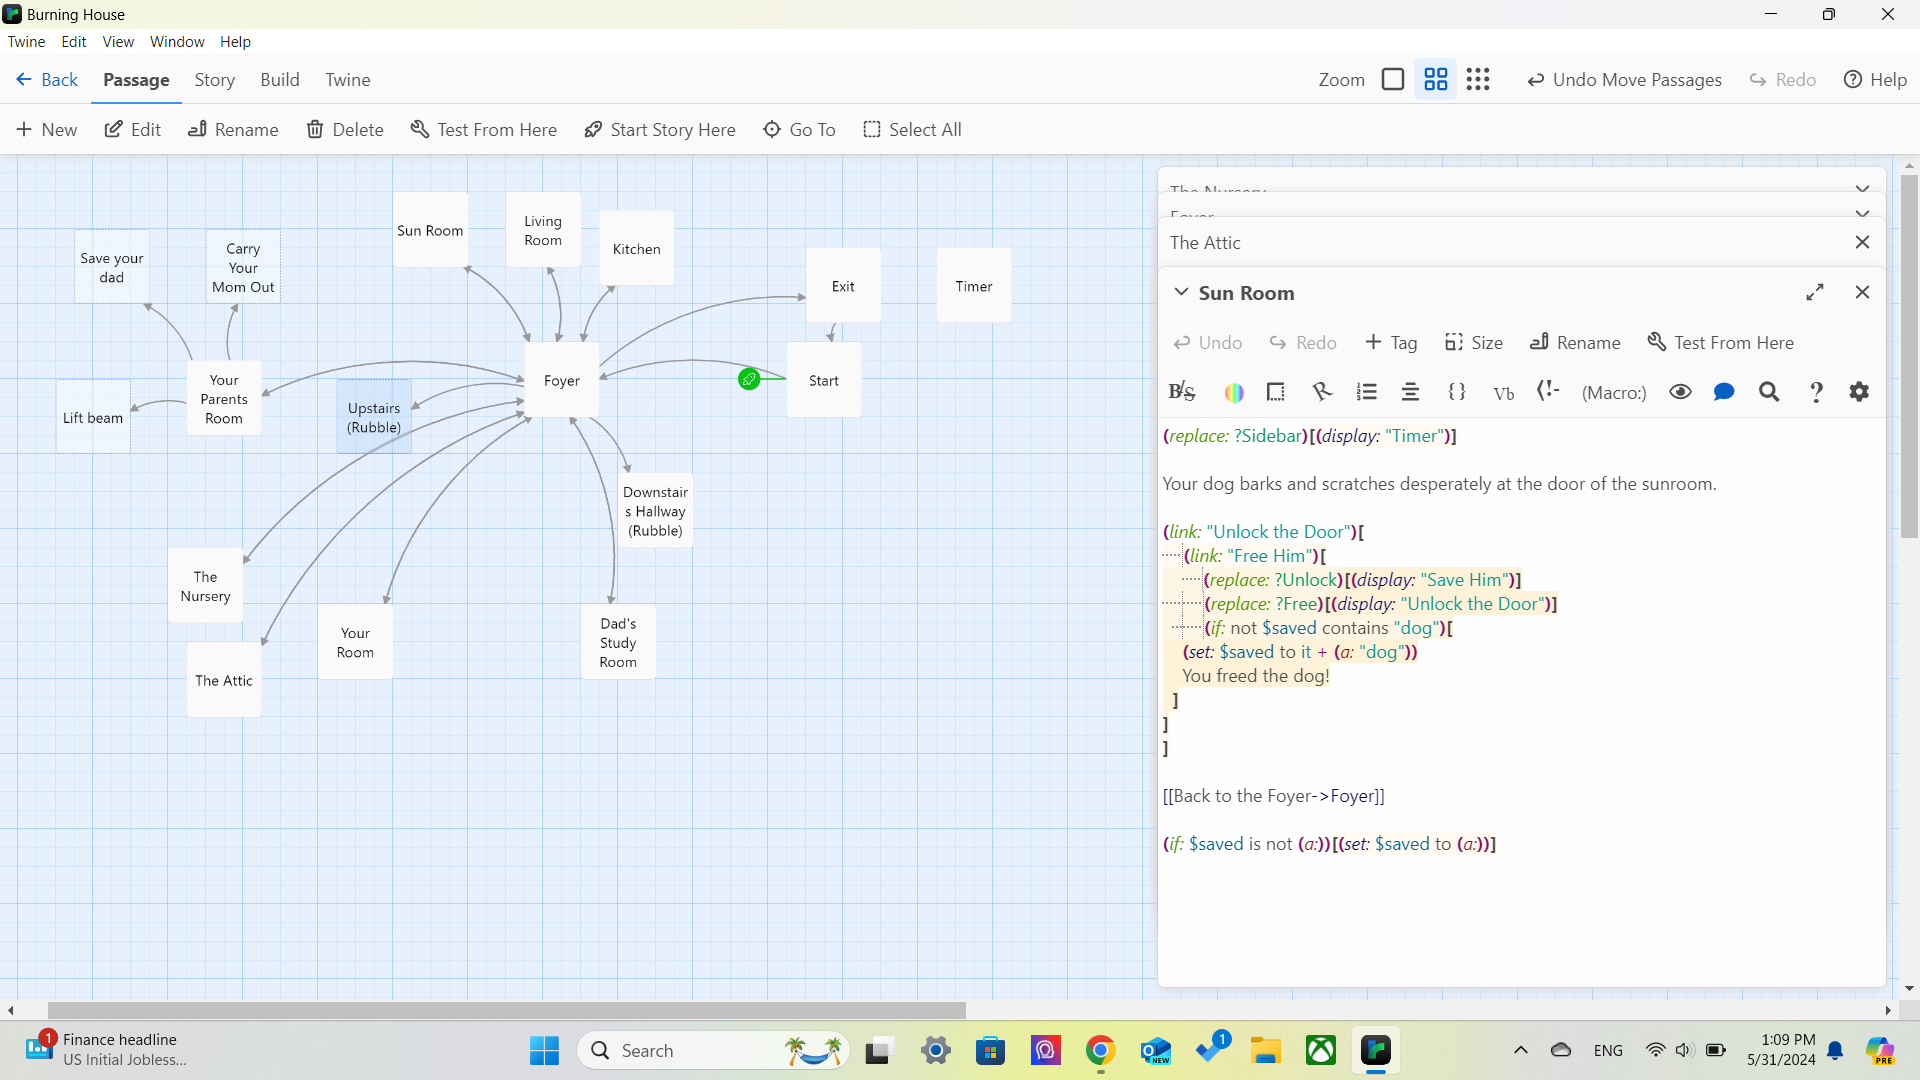 Burning House
Twine Edit View Window Help
Back Passage Story Build Twine
Zoom Undo Move Passages Redo Help
New Edit Rename Delete Test From Here Start Story Here Go To Select All
Save your
dad
Carry
Your
Mom Out
Sun Room
Living
Room
Kitchen
Exit
Timer
Lift beam
Your
Parents
Room
Upstairs
(Rubble)
Foyer
Start
Downstair
s Hallway
(Rubble)
The
Nursery
The Attic
Your
Room
Dad's
Study
Room
The Nursery
Foyer
The Attic
Sun Room
Undo Redo Tag Size Rename Test From Here
(Macro:)
(replace: ?Sidebar)[(display: "Timer")]
Your dog barks and scratches desperately at the door of the sunroom.
(link: "Unlock the Door")[
(link: "Free Him")[
(replace: ?Unlock)[(display: "Save Him")]
(replace: ?Free)[(display: "Unlock the Door")]
(if: not $saved contains "dog")[
(set: $saved to it + (a: "dog"))
You freed the dog!
]
]
]
[[Back to the Foyer->Foyer]]
(if: $saved is not (a:))[(set: $saved to (a:))]
1
Finance headline
US Initial Jobless...
Search
NEW
1
ENG
1:09 PM
5/31/2024
PRE